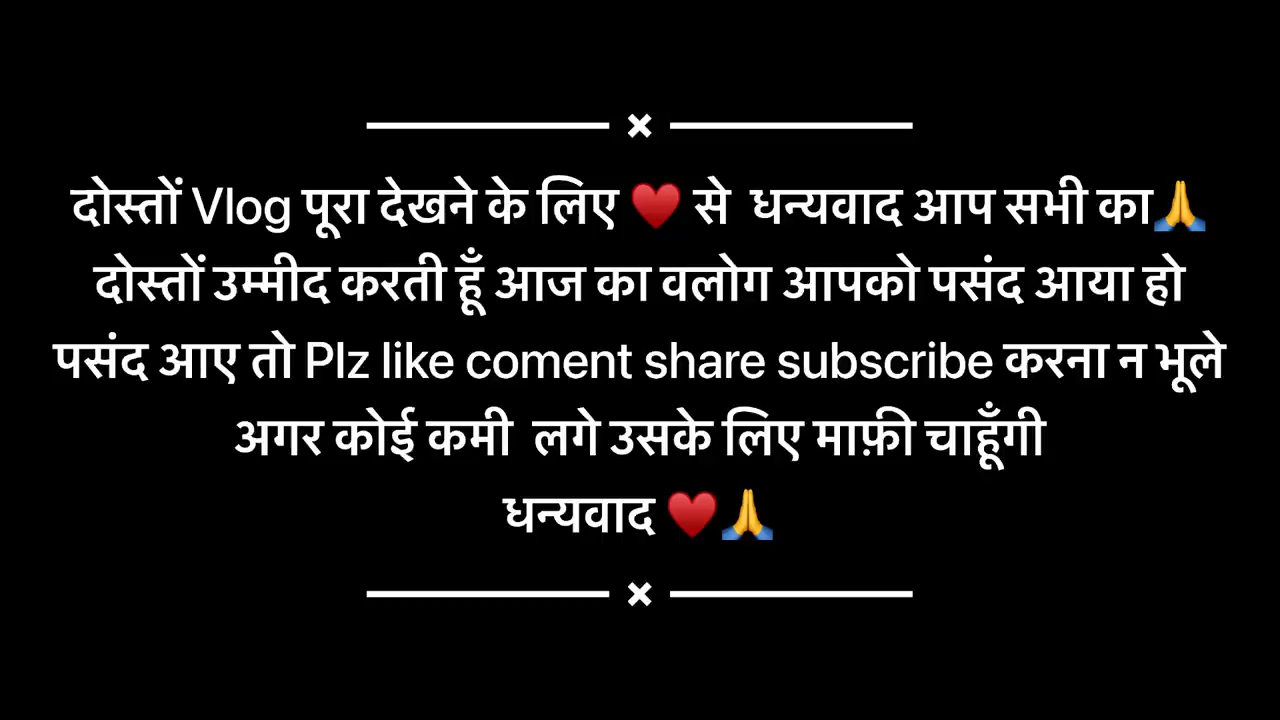 दोस्तों Vlog पूरा देखने के लिए ♥️ से धन्यवाद आप सभी का🙏
दोस्तों उम्मीद करती हूँ आज का वलोग आपको पसंद आया हो
पसंद आए तो Plz like coment share subscribe करना न भूले
अगर कोई कमी लगे उसके लिए माफ़ी चाहूँगी
धन्यवाद ♥️🙏